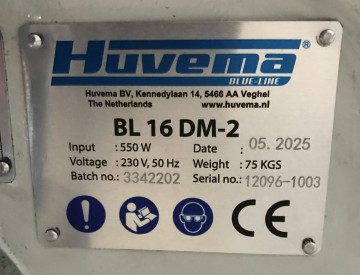 Huvema®
BLUE-LINE
Huvema BV, Kennedylaan 14, 5466 AA Veghel
The Netherlands www.huvema.nl
BL 16 DM-2
Input : 550 W Date : 05.2025
Voltage : 230 V, 50 Hz Weight : 75 KGS
Batch no.: 3342202 Serial no.: 12096-1003
CE